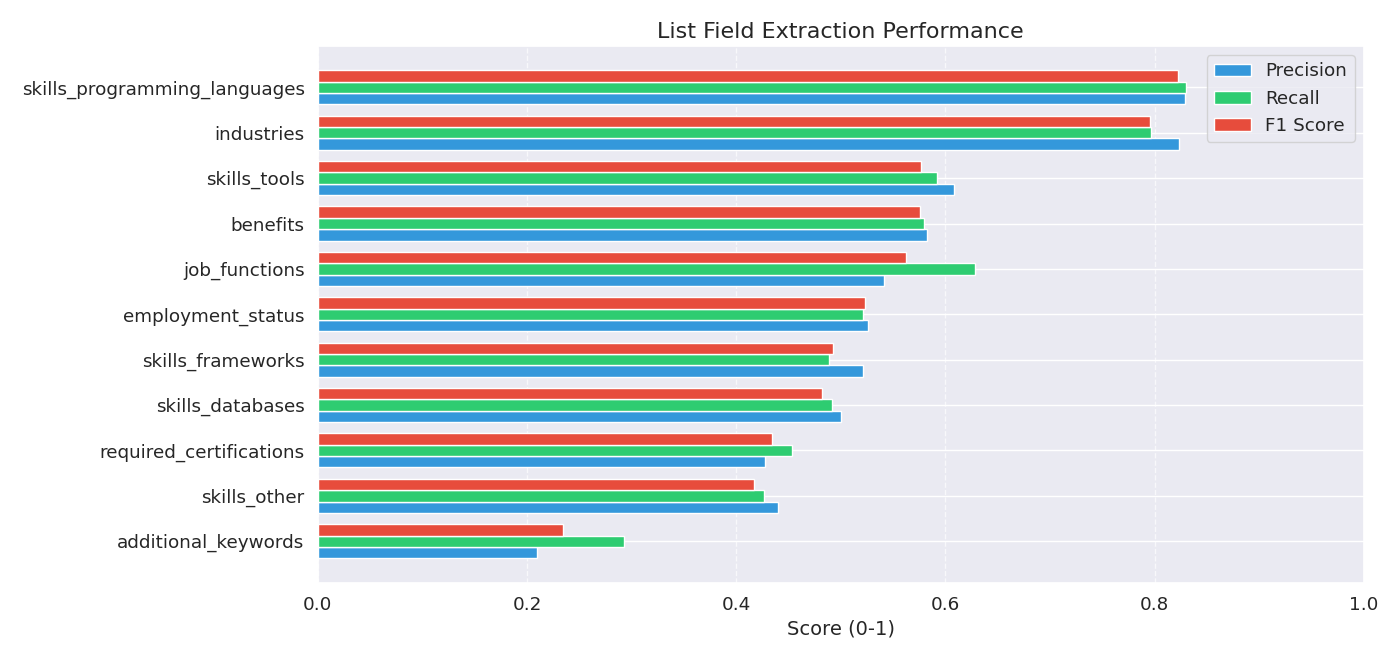 List Field Extraction Performance
Precision
Recall
F1 Score
skills_programming_languages
industries
skills_tools
benefits
job_functions
employment_status
skills_frameworks
skills_databases
required_certifications
skills_other
additional_keywords
0.0 0.2 0.4 0.6 0.8 1.0
Score (0-1)